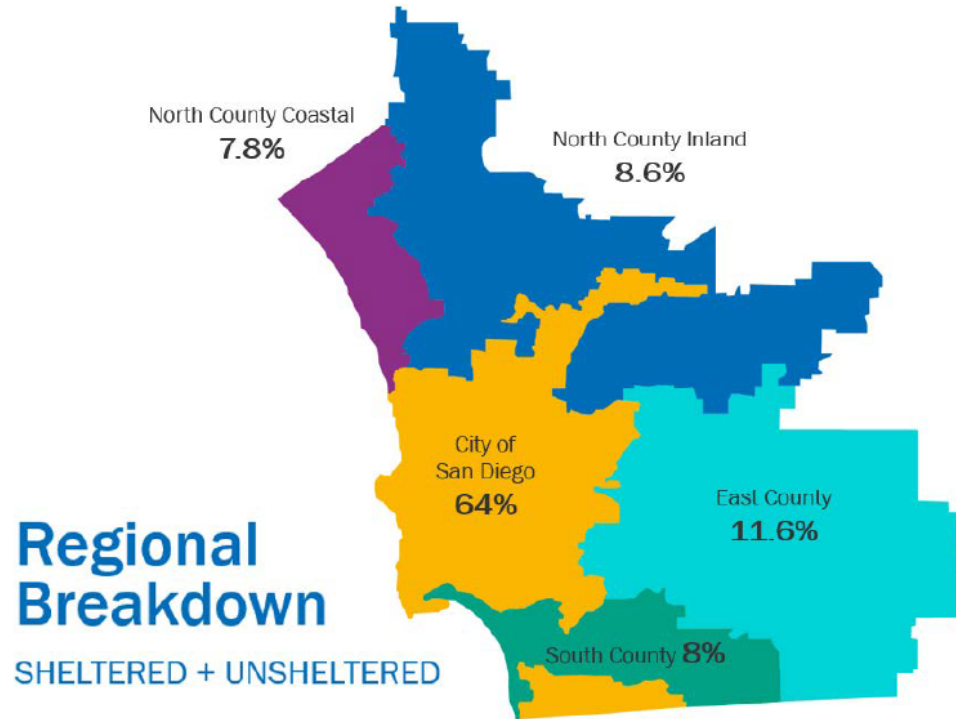 North County Coastal
7.8%
North County Inland
8.6%
City of
San Diego
64%
East County
11.6%
South County 8%
Regional
Breakdown
SHELTERED + UNSHELTERED